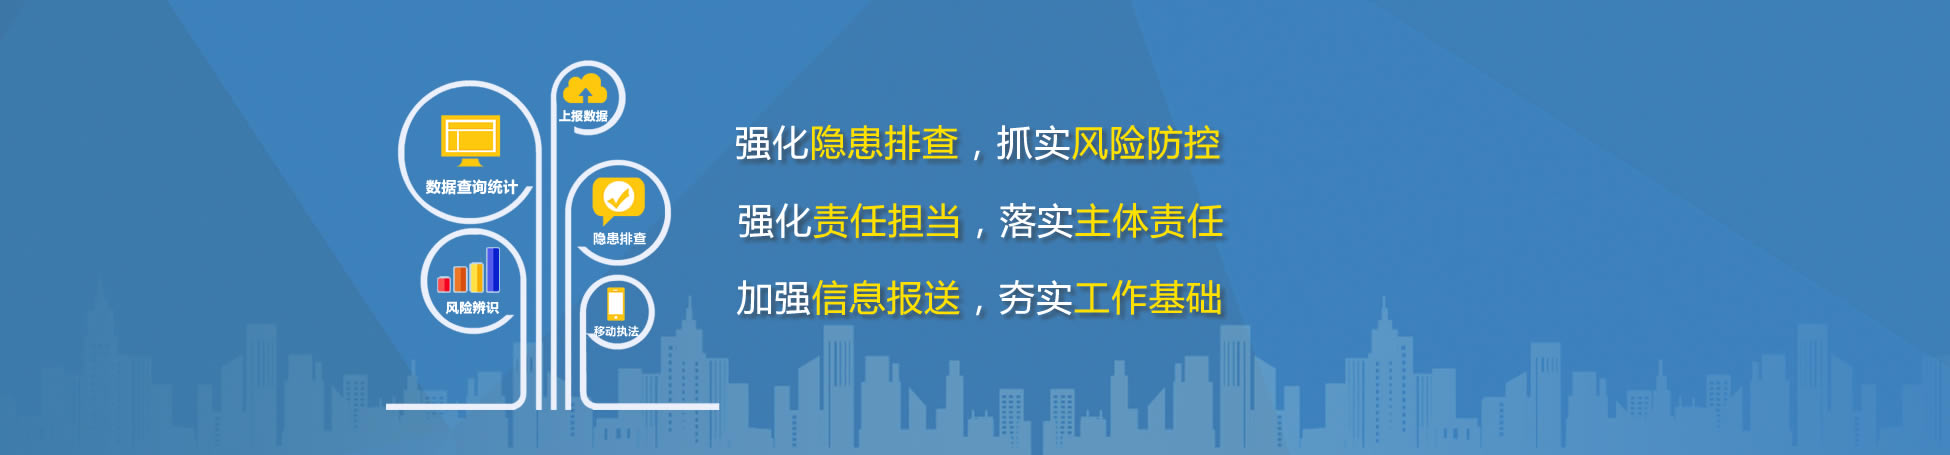 上报数据
数据查询统计
隐患排查
风险辨识
移动执法
强化隐患排查，抓实风险防控
强化责任担当，落实主体责任
加强信息报送，夯实工作基础